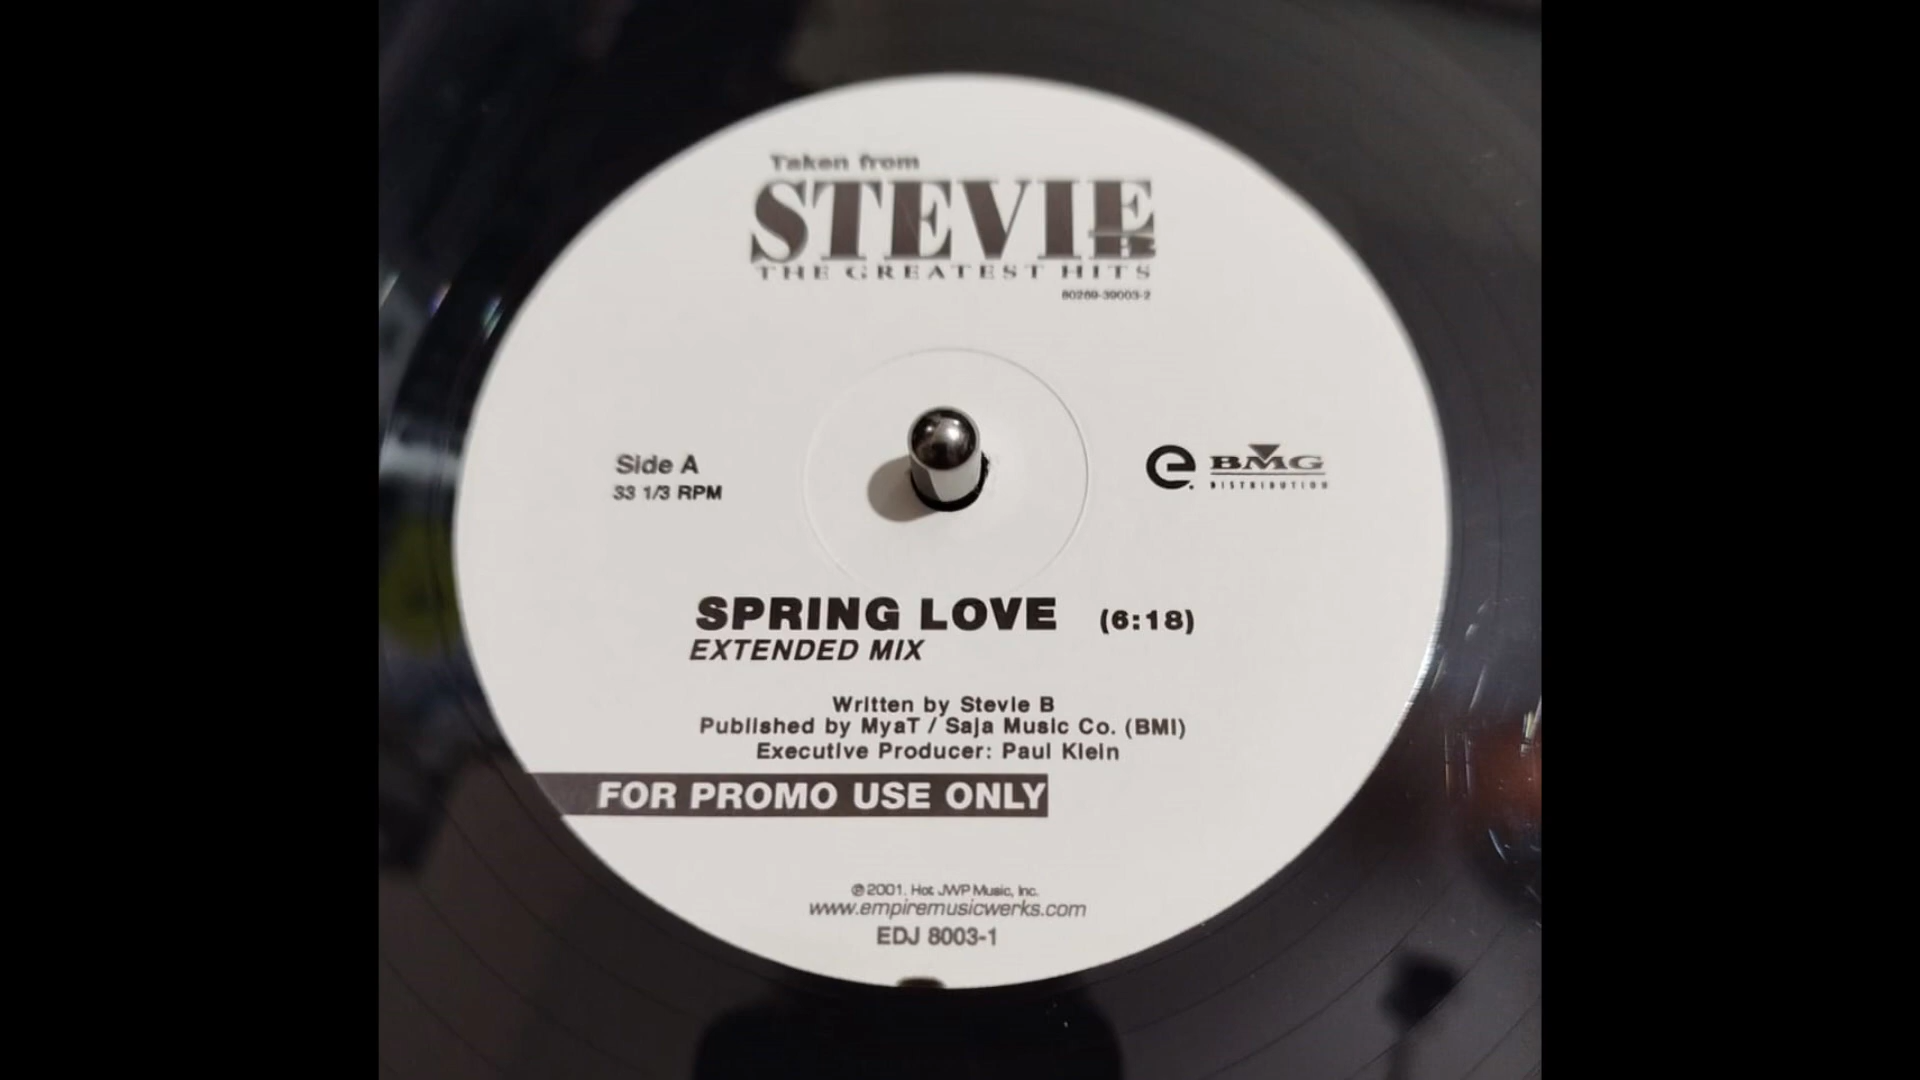 Taken from
STEVIE B
THE GREATEST HITS
80269-39003-2
Side A
33 1/3 RPM
e.
BMG
DISTRIBUTION
SPRING LOVE (6:18)
EXTENDED MIX
Written by Stevie B
Published by MyaT / Saja Music Co. (BMI)
Executive Producer: Paul Klein
FOR PROMO USE ONLY
℗2001. Hot JWP Music, Inc.
www.empiremusicwerks.com
EDJ 8003-1